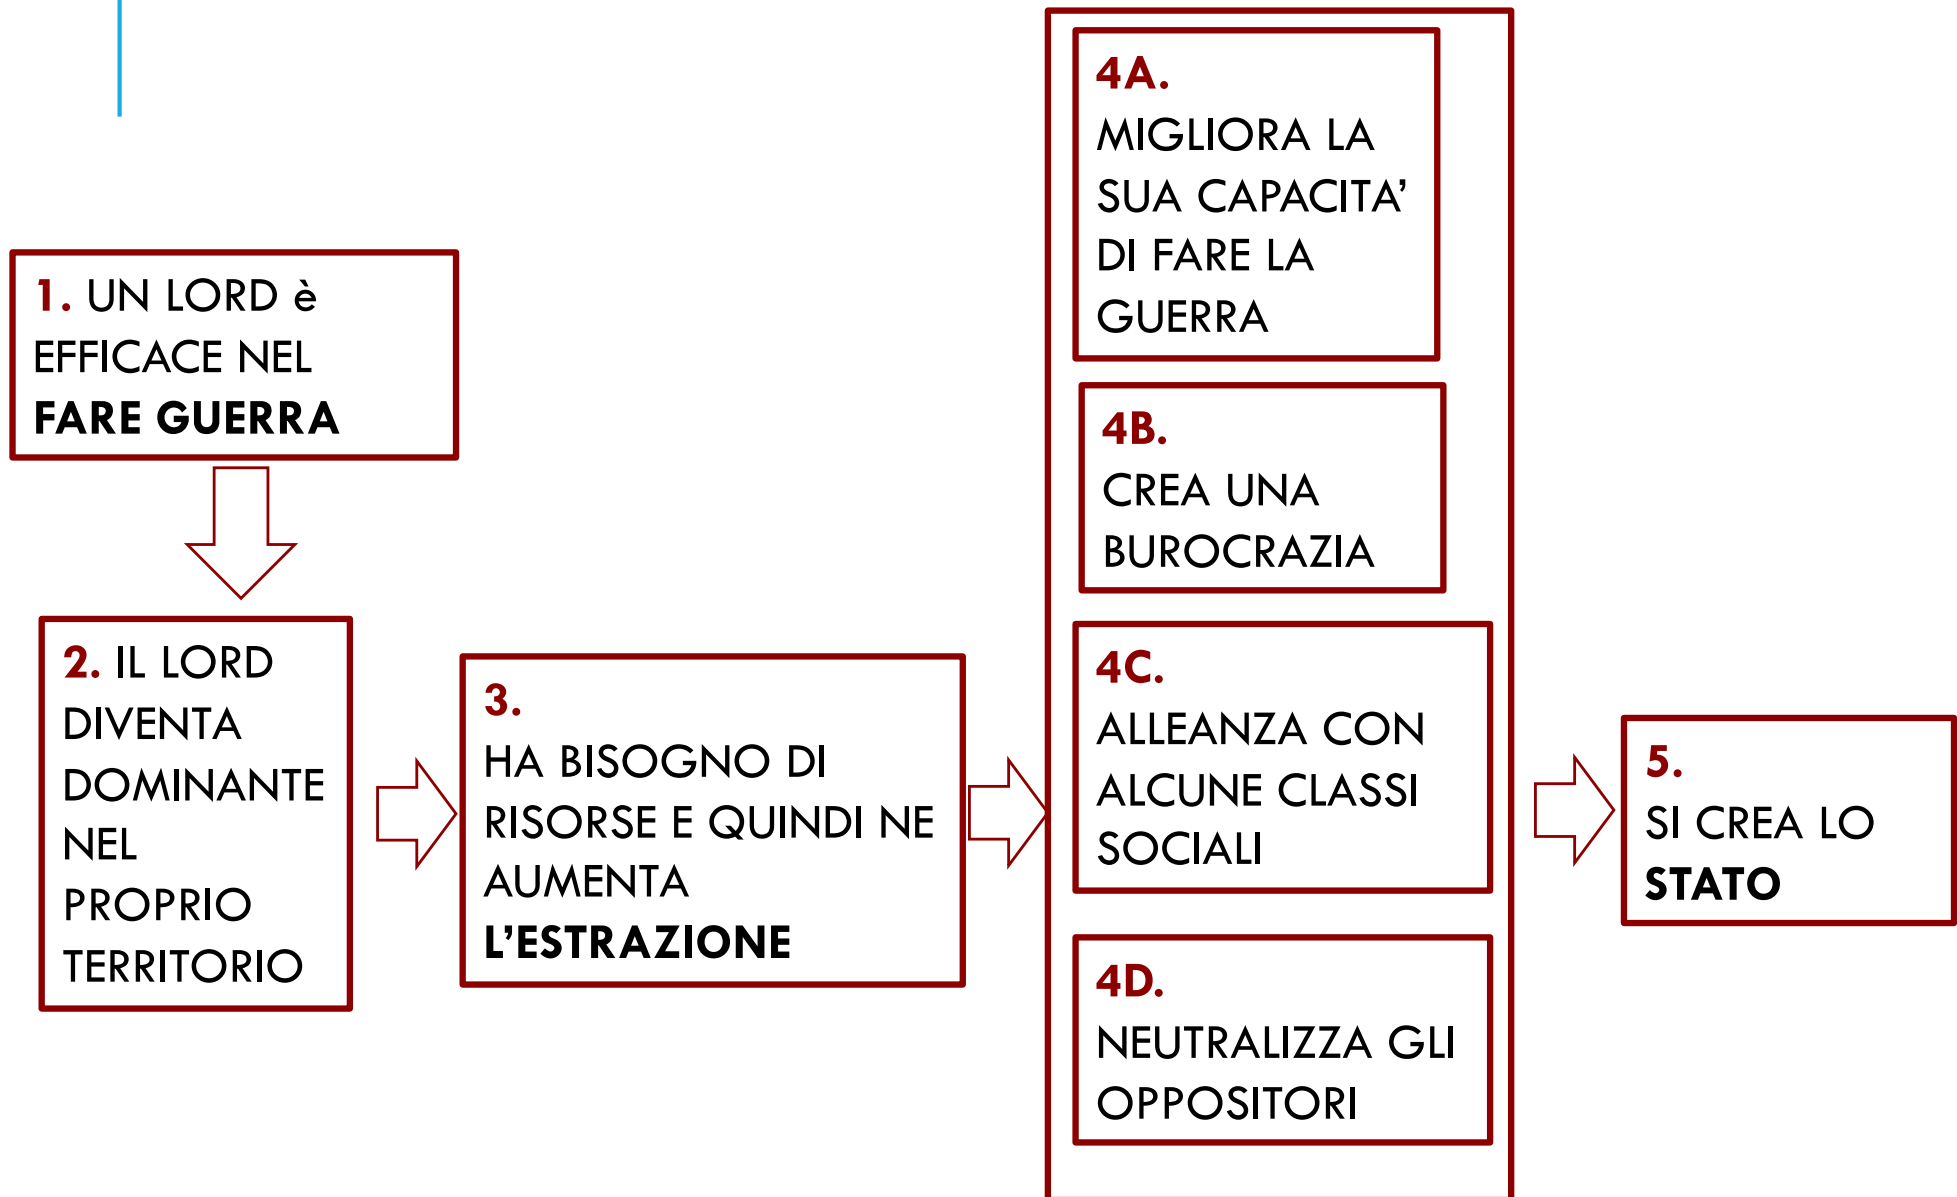 1. UN LORD è
EFFICACE NEL
FARE GUERRA
2. IL LORD
DIVENTA
DOMINANTE
NEL
PROPRIO
TERRITORIO
3.
HA BISOGNO DI
RISORSE E QUINDI NE
AUMENTA
L’ESTRAZIONE
4A.
MIGLIORA LA
SUA CAPACITA’
DI FARE LA
GUERRA
4B.
CREA UNA
BUROCRAZIA
4C.
ALLEANZA CON
ALCUNE CLASSI
SOCIALI
4D.
NEUTRALIZZA GLI
OPPOSITORI
5.
SI CREA LO
STATO